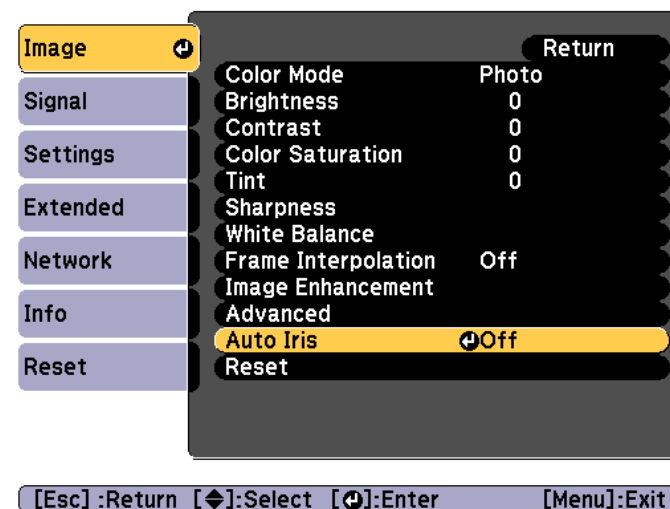 Image
Signal
Settings
Extended
Network
Info
Reset
Return
Color Mode Photo
Brightness 0
Contrast 0
Color Saturation 0
Tint 0
Sharpness
White Balance
Frame Interpolation Off
Image Enhancement
Advanced
Auto Iris Off
Reset
[Esc] :Return [◆]:Select [⏎]:Enter [Menu]:Exit